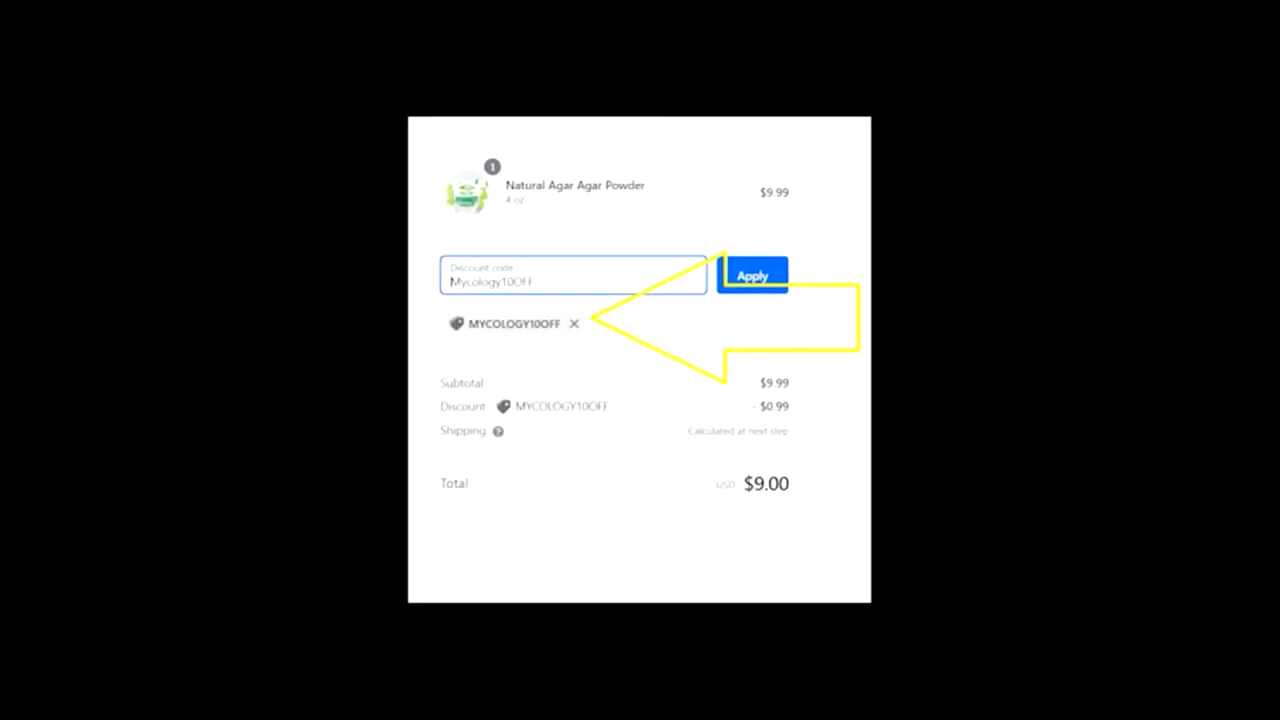 1
Natural Agar Agar Powder
4 oz
$9.99
Discount code
Mycology10OFF
Apply
MYCOLOGY10OFF
Subtotal $9.99
Discount MYCOLOGY10OFF - $0.99
Shipping ? Calculated at next step
Total USD $9.00